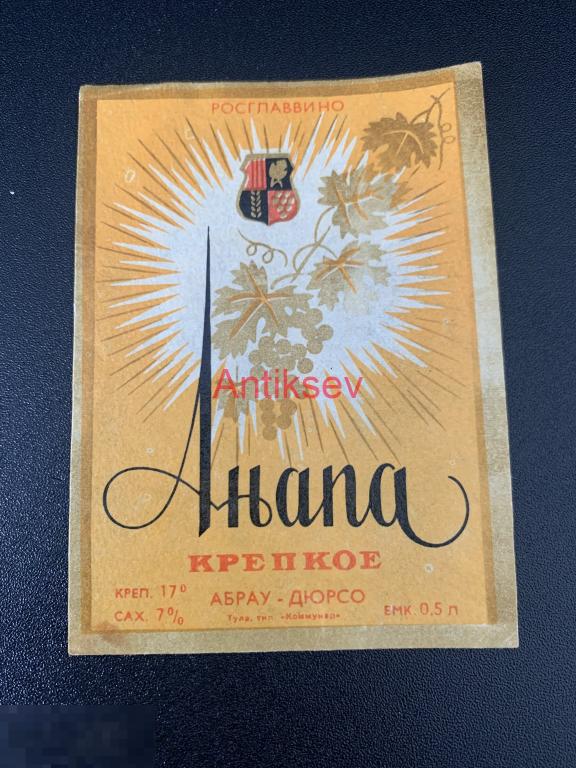 РОСГЛАВВИНО
Antiksev
Анапа
КРЕПКОЕ
КРЕП. 17°
САХ. 7%
АБРАУ - ДЮРСО
ЕМК. 0,5 л
Тула, тип. «Коммунар»